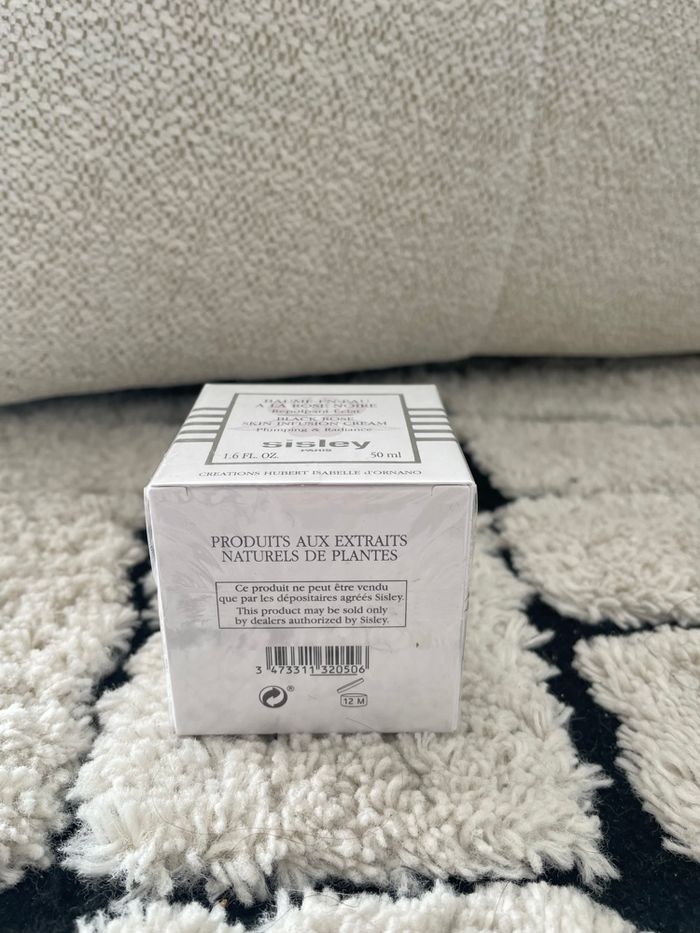 BAUME-EN-EAU
À LA ROSE NOIRE
Repulpant Éclat
BLACK ROSE
SKIN INFUSION CREAM
Plumping & Radiance
sisley
PARIS
1.6 FL. OZ. 50 ml
CREATIONS HUBERT ISABELLE d'ORNANO
PRODUITS AUX EXTRAITS
NATURELS DE PLANTES
Ce produit ne peut être vendu
que par les dépositaires agréés Sisley.
This product may be sold only
by dealers authorized by Sisley.
3 473311 320506
®
12 M